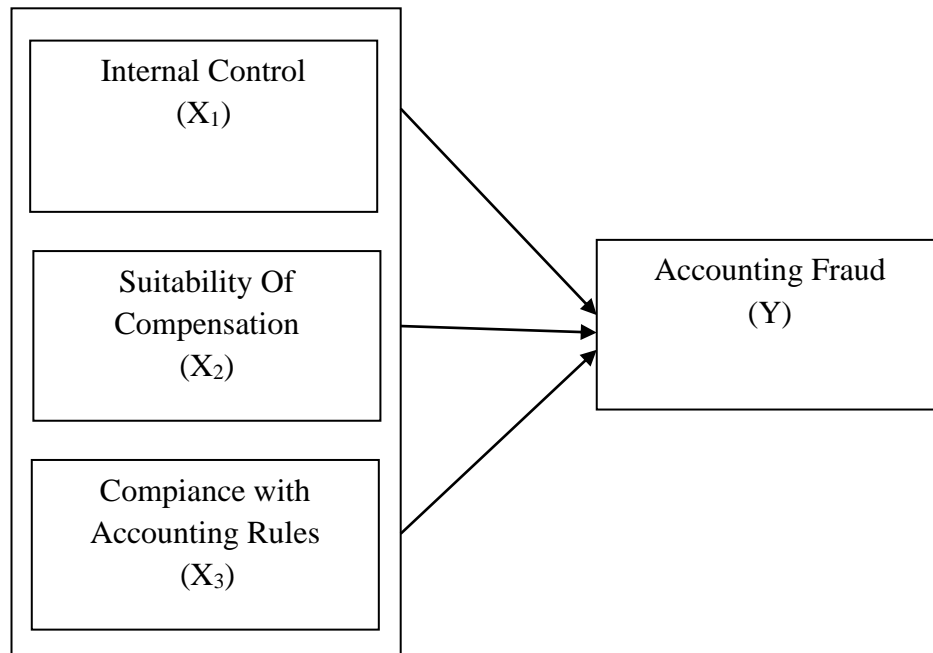 Internal Control
(X₁)
Suitability Of
Compensation
(X₂)
Compiance with
Accounting Rules
(X₃)
Accounting Fraud
(Y)